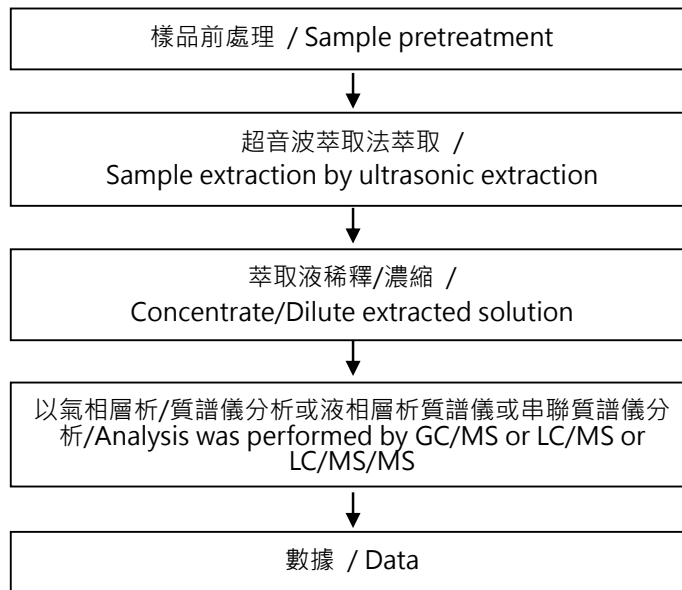 樣品前處理 / Sample pretreatment
超音波萃取法萃取 /
Sample extraction by ultrasonic extraction
萃取液稀釋/濃縮 /
Concentrate/Dilute extracted solution
以氣相層析/質譜儀分析或液相層析質譜儀或串聯質譜儀分
析/Analysis was performed by GC/MS or LC/MS or
LC/MS/MS
數據 / Data